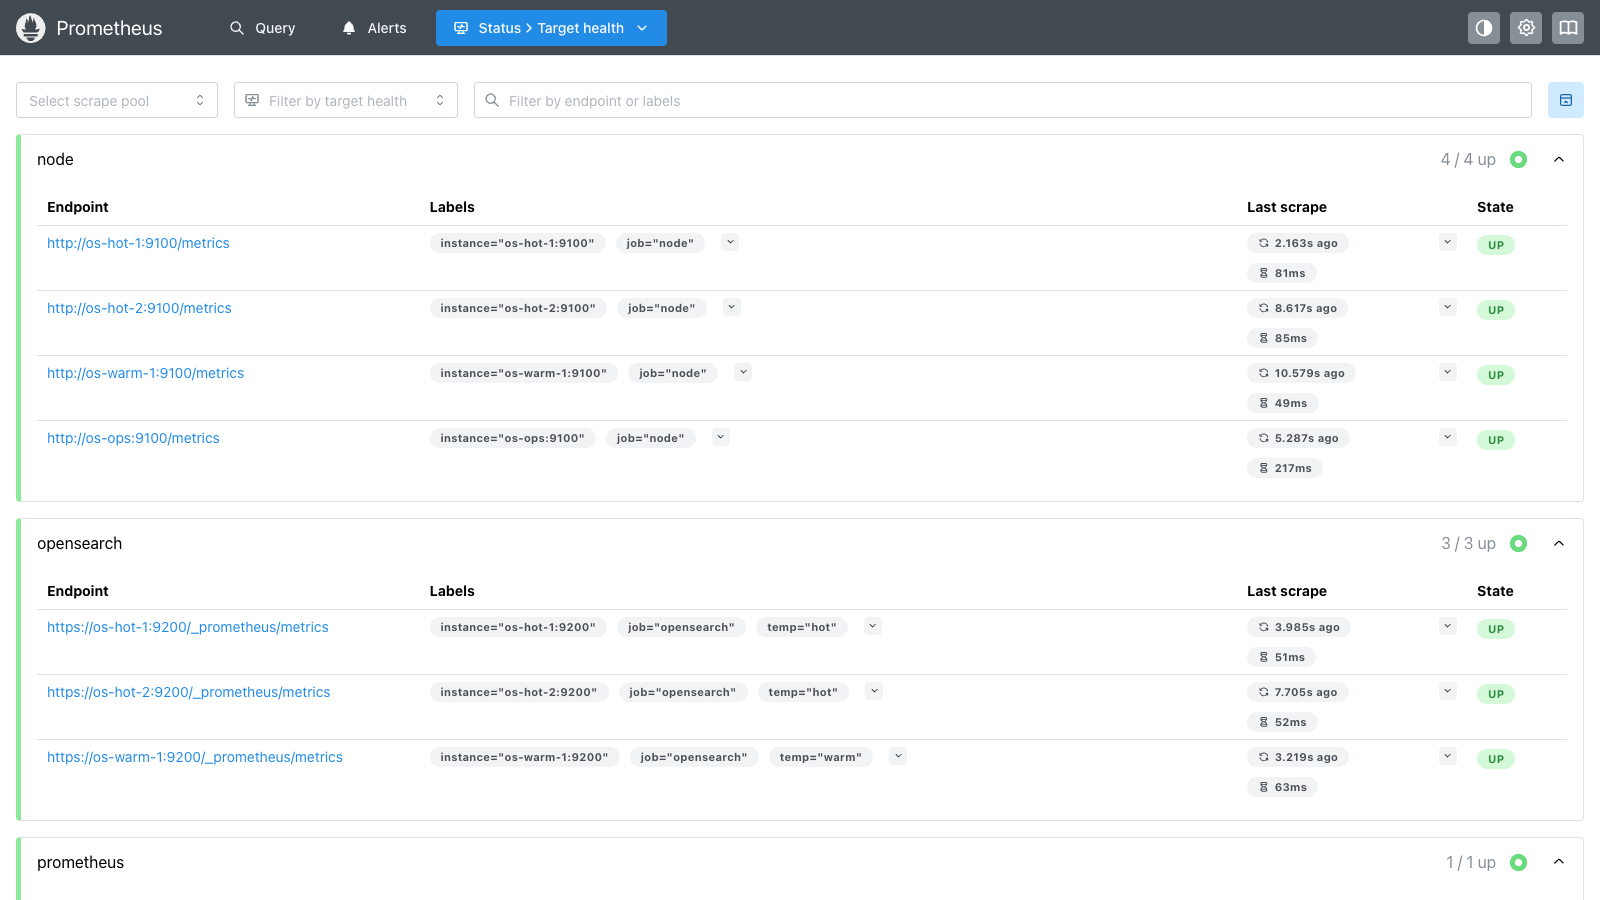 Prometheus Query Alerts Status > Target health
Select scrape pool Filter by target health Filter by endpoint or labels
node 4 / 4 up
Endpoint Labels Last scrape State
http://os-hot-1:9100/metrics instance="os-hot-1:9100" job="node" 2.163s ago UP
81ms
http://os-hot-2:9100/metrics instance="os-hot-2:9100" job="node" 8.617s ago UP
85ms
http://os-warm-1:9100/metrics instance="os-warm-1:9100" job="node" 10.579s ago UP
49ms
http://os-ops:9100/metrics instance="os-ops:9100" job="node" 5.287s ago UP
217ms
opensearch 3 / 3 up
Endpoint Labels Last scrape State
https://os-hot-1:9200/_prometheus/metrics instance="os-hot-1:9200" job="opensearch" temp="hot" 3.985s ago UP
51ms
https://os-hot-2:9200/_prometheus/metrics instance="os-hot-2:9200" job="opensearch" temp="hot" 7.705s ago UP
52ms
https://os-warm-1:9200/_prometheus/metrics instance="os-warm-1:9200" job="opensearch" temp="warm" 3.219s ago UP
63ms
prometheus 1 / 1 up